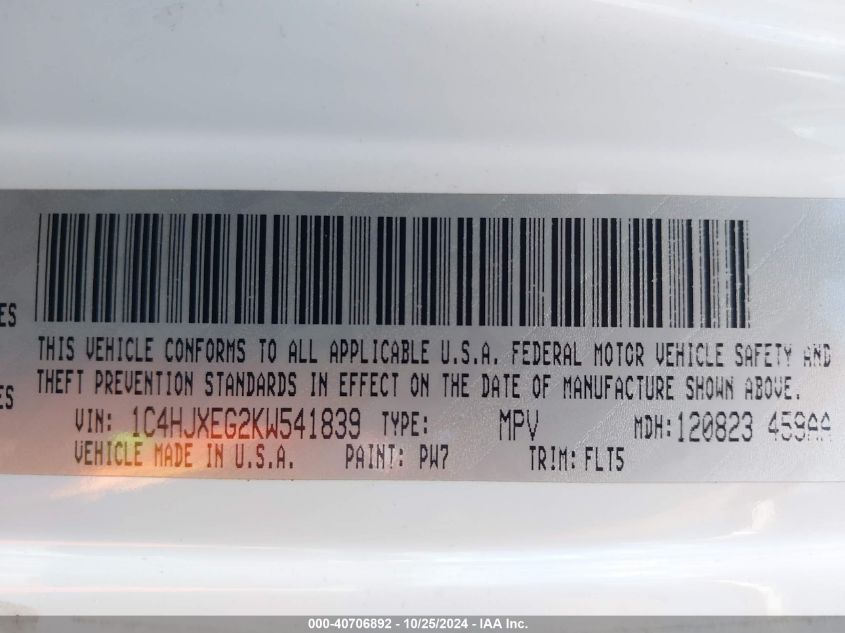 ES
THIS VEHICLE CONFORMS TO ALL APPLICABLE U.S.A. FEDERAL MOTOR VEHICLE SAFETY AND
ES
THEFT PREVENTION STANDARDS IN EFFECT ON THE DATE OF MANUFACTURE SHOWN ABOVE.
VIN: 1C4HJXEG2KW541839 TYPE: MPV MDH:120823 459AA
VEHICLE MADE IN U.S.A. PAINT: PW7 TRIM: FLT5
000-40706892 - 10/25/2024 - IAA Inc.